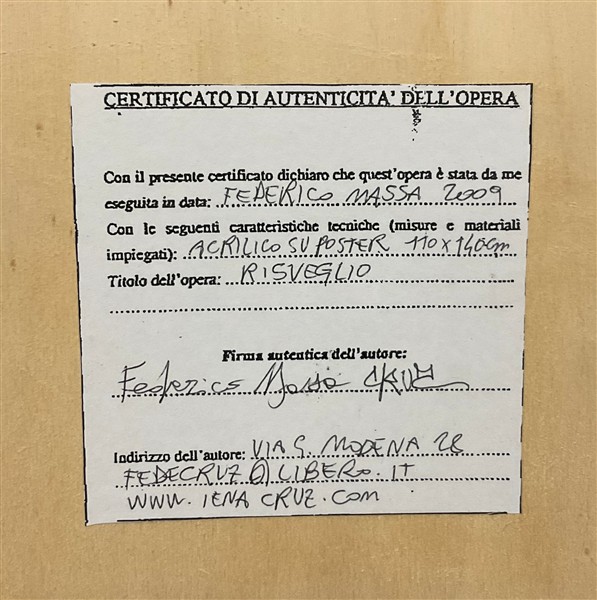 CERTIFICATO DI AUTENTICITA' DELL'OPERA
Con il presente certificato dichiaro che quest'opera è stata da me
eseguita in data: FEDERICO MASSA 2009
Con le seguenti caratteristiche tecniche (misure e materiali
impiegati): ACRILICO SU POSTER 110 x 140 cm
Titolo dell'opera: RISVEGLIO
Firma autentica dell'autore:
Federico Massa CRUZ
Indirizzo dell'autore: VIA G. MODENA 28
FEDECRUZ @ LIBERO.IT
WWW.IENACRUZ.COM